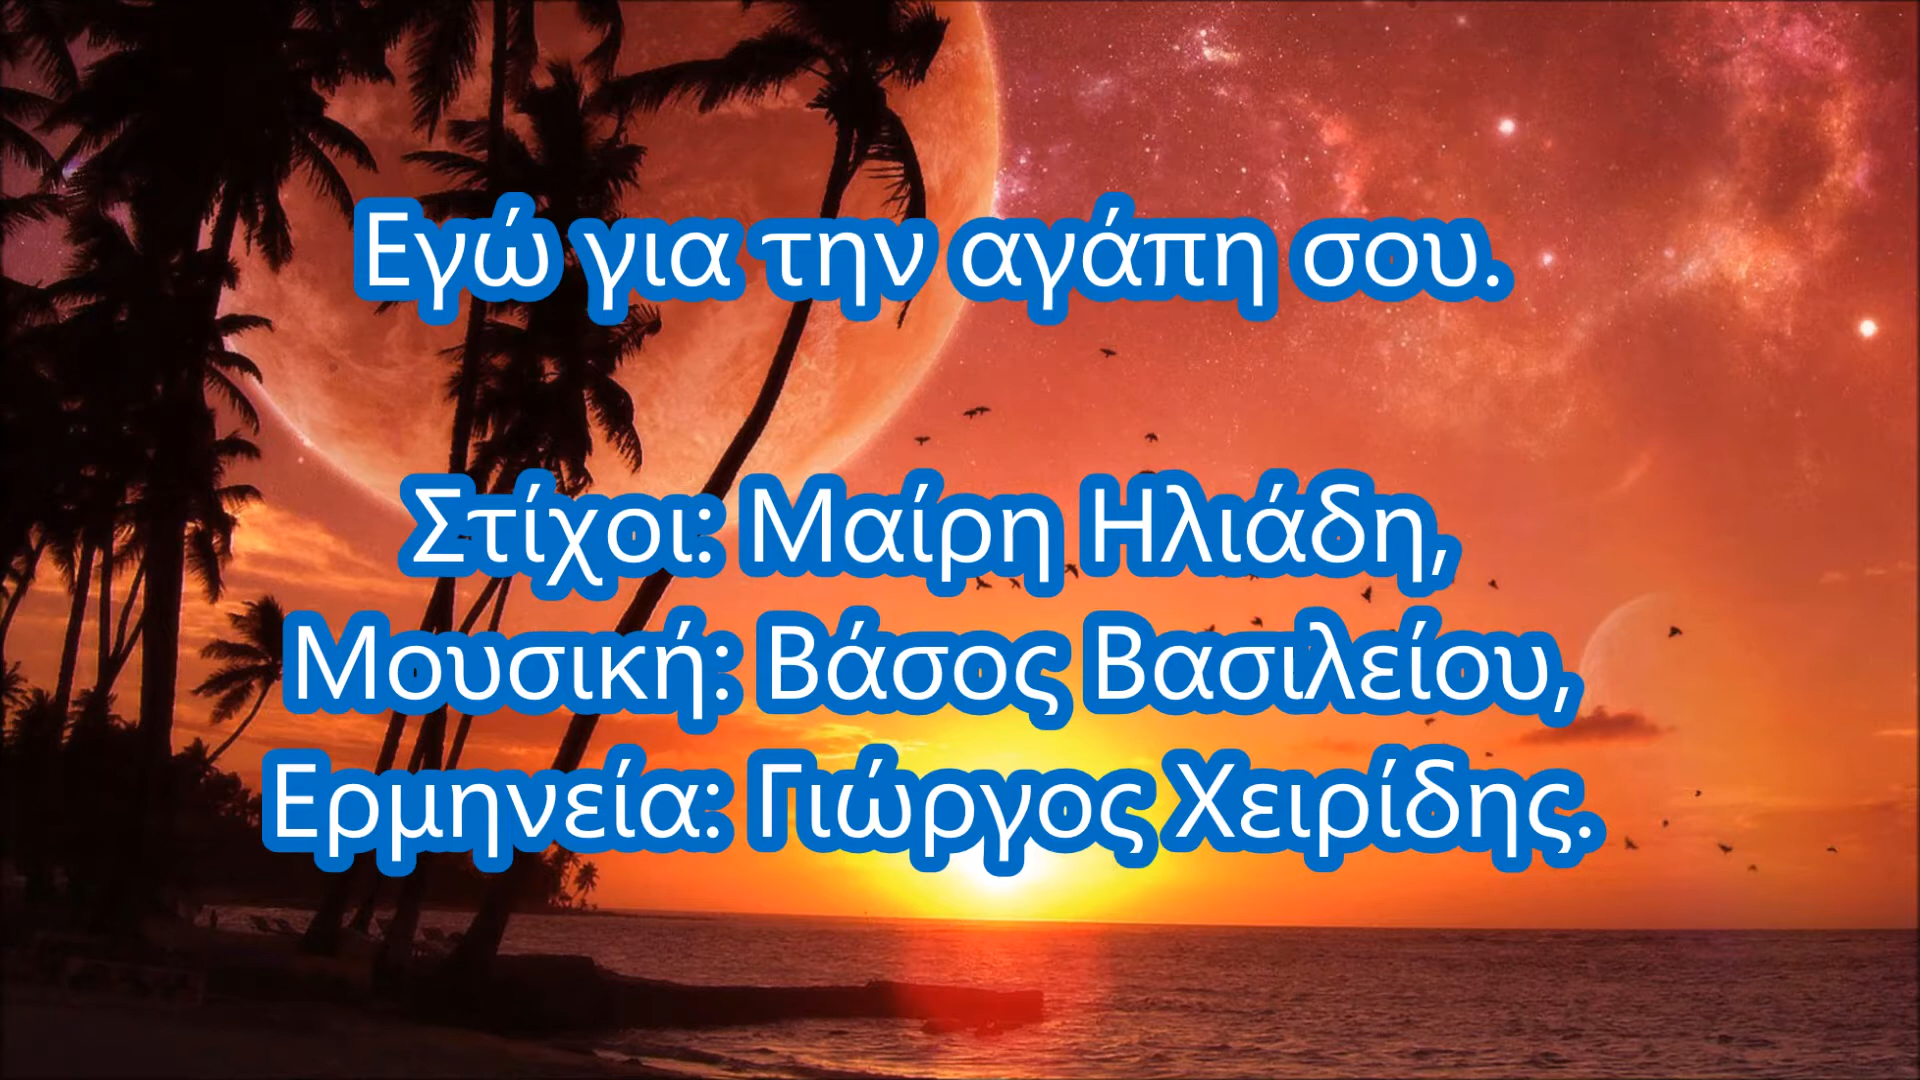 Εγώ για την αγάπη σου.
Στίχοι: Μαίρη Ηλιάδη,
Μουσική: Βάσος Βασιλείου,
Ερμηνεία: Γιώργος Χειρίδης.